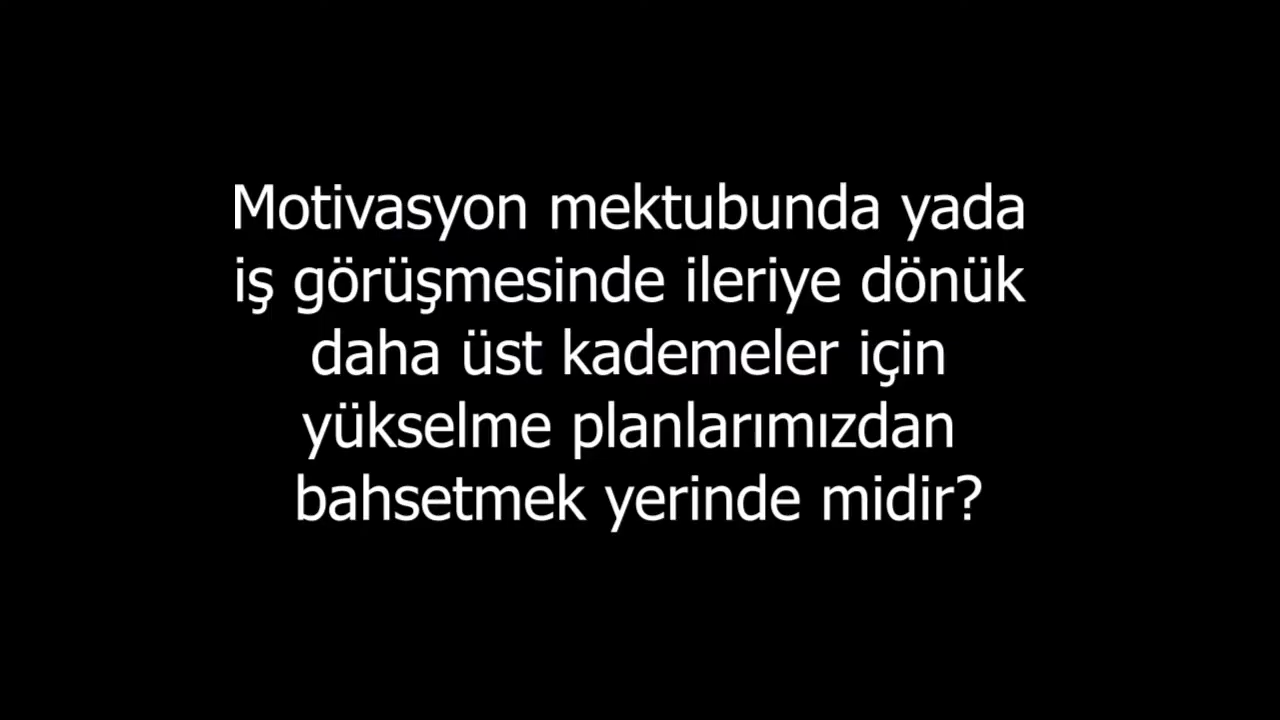 Motivasyon mektubunda yada
iş görüşmesinde ileriye dönük
daha üst kademeler için
yükselme planlarımızdan
bahsetmek yerinde midir?